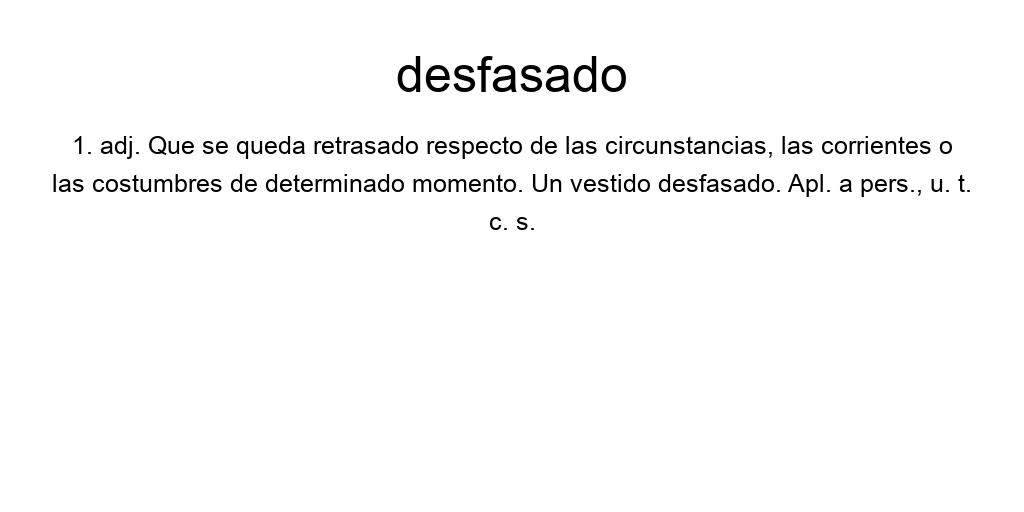 desfasado
1. adj. Que se queda retrasado respecto de las circunstancias, las corrientes o
las costumbres de determinado momento. Un vestido desfasado. Apl. a pers., u. t.
c. s.